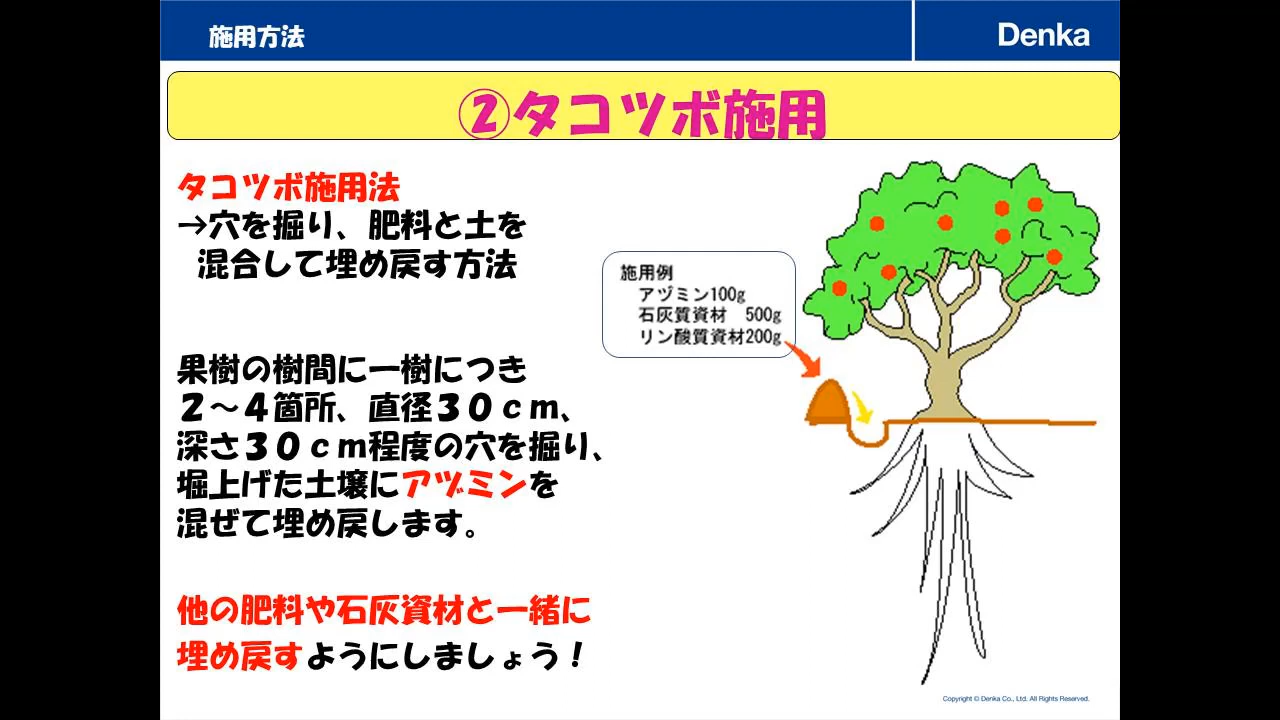 施用方法
Denka
②タコツボ施用
タコツボ施用法
→穴を掘り、肥料と土を
混合して埋め戻す方法
施用例
アヅミン100g
石灰質資材　500g
リン酸質資材200g
果樹の樹間に一樹につき
２～４箇所、直径３０ｃｍ、
深さ３０ｃｍ程度の穴を掘り、
堀上げた土壌にアヅミンを
混ぜて埋め戻します。
他の肥料や石灰資材と一緒に
埋め戻すようにしましょう！
Copyright © Denka Co., Ltd. All Rights Reserved.